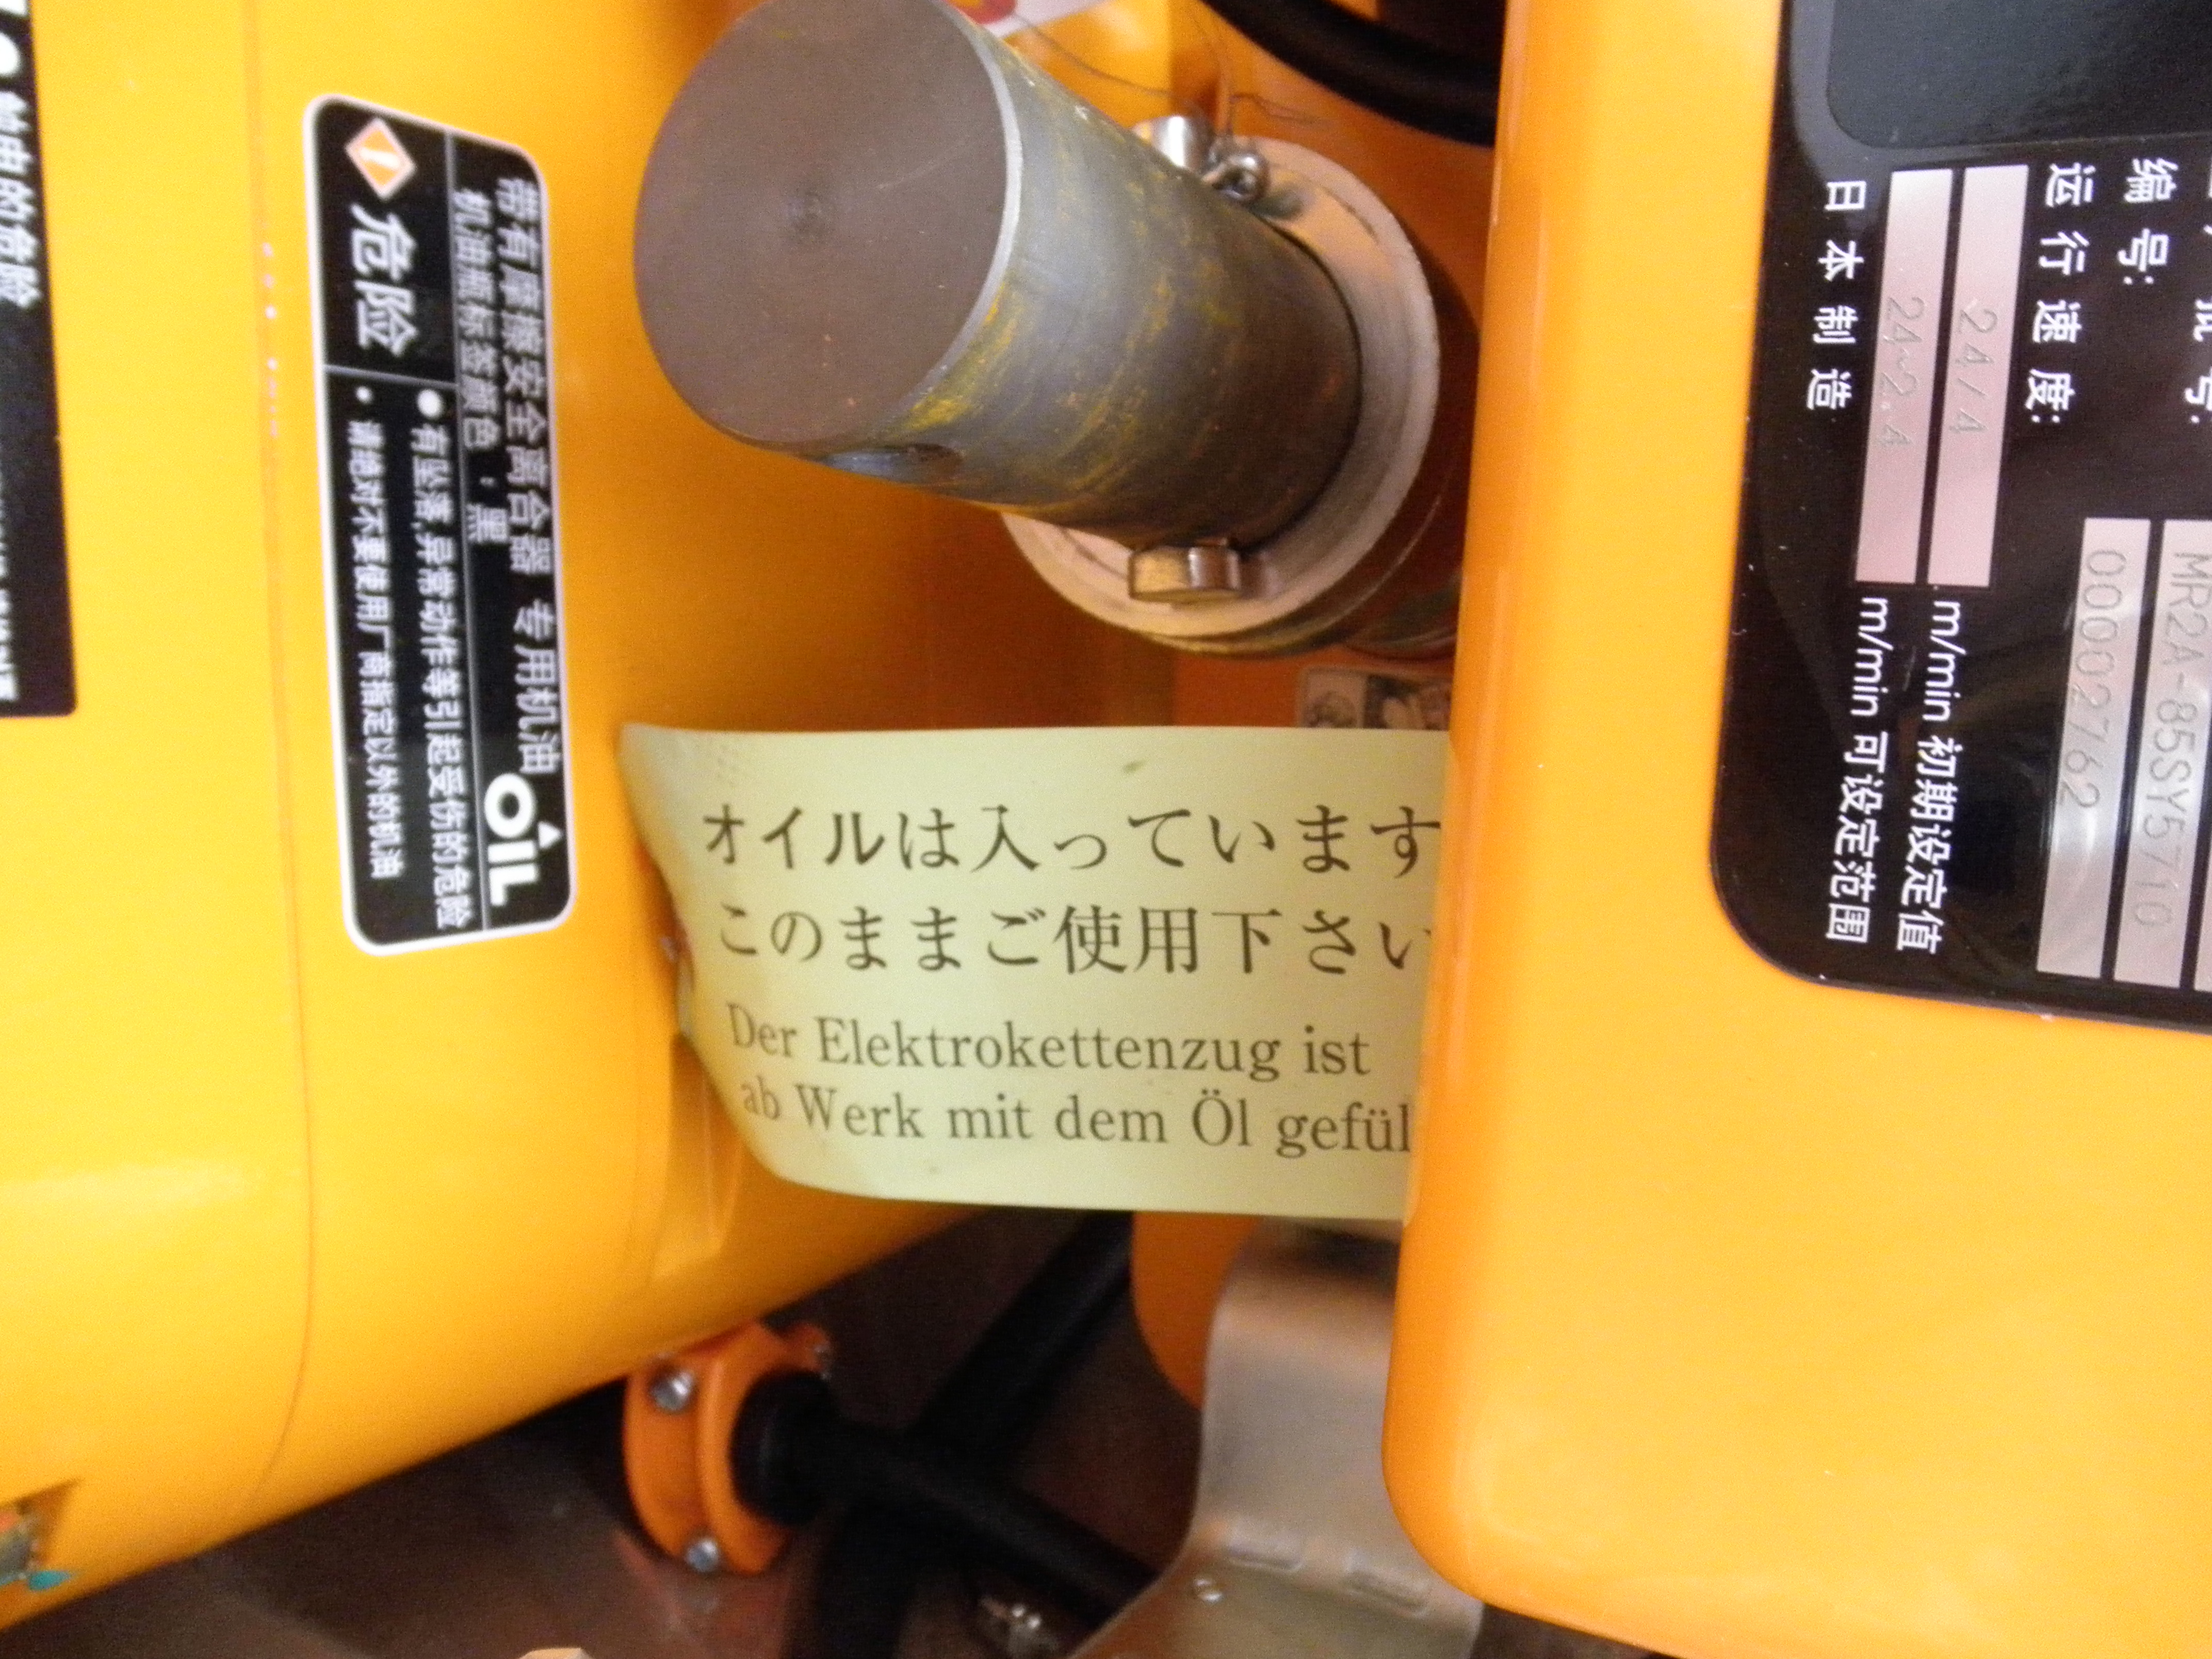 危险
带有摩擦安全离合器 专用机油
机油瓶标签颜色：黑
OIL
●有坠落,异常动作等引起受伤的危险
・请绝对不要使用厂商指定以外的机油
オイルは入っています
このままご使用下さい
Der Elektrokettenzug ist
ab Werk mit dem Öl gefül
MR2A-85SY5710
编号: 000002762
运行速度:
24/4 m/min 初期设定值
24~2.4 m/min 可设定范围
日本制造